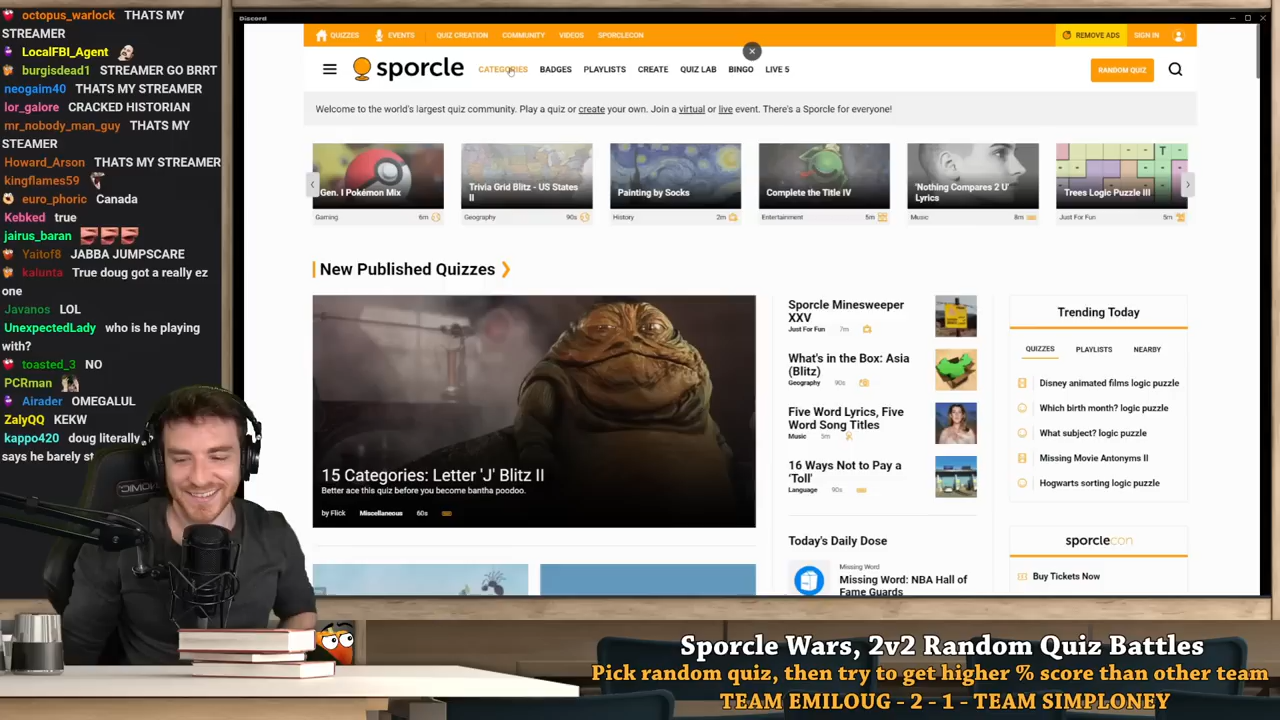 octopus_warlock THATS MY
STREAMER
LocalFBI_Agent
burgisdead1 STREAMER GO BRRT
neogaim40 THATS MY STREAMER
lor_galore CRACKED HISTORIAN
mr_nobody_man_guy THATS MY
STEAMER
Howard_Arson THATS MY STREAMER
kingflames59
euro_phoric Canada
Kebked true
jairus_baran
Yaitof8 JABBA JUMPSCARE
kalunta True doug got a really ez
one
Javanos LOL
UnexpectedLady who is he playing
with?
toasted_3 NO
PCRman
Airader OMEGALUL
ZalyQQ KEKW
kappo420 doug literally
says he barely st
Discord
QUIZZES EVENTS QUIZ CREATION COMMUNITY VIDEOS SPORCLECON REMOVE ADS SIGN IN
sporcle CATEGORIES BADGES PLAYLISTS CREATE QUIZ LAB BINGO LIVE 5 RANDOM QUIZ
Welcome to the world's largest quiz community. Play a quiz or create your own. Join a virtual or live event. There's a Sporcle for everyone!
Gen. I Pokémon Mix
Gaming 6m
Trivia Grid Blitz - US States
II
Geography 90s
Painting by Socks
History 2m
Complete the Title IV
Entertainment 5m
'Nothing Compares 2 U'
Lyrics
Music 8m
T
Trees Logic Puzzle III
Just For Fun 5m
New Published Quizzes
15 Categories: Letter 'J' Blitz II
Better ace this quiz before you become bantha poodoo.
by Flick Miscellaneous 60s
Sporcle Minesweeper
XXV
Just For Fun 7m
What's in the Box: Asia
(Blitz)
Geography 90s
Five Word Lyrics, Five
Word Song Titles
Music 5m
16 Ways Not to Pay a
'Toll'
Language 90s
Today's Daily Dose
Missing Word
Missing Word: NBA Hall of
Fame Guards
Trending Today
QUIZZES PLAYLISTS NEARBY
Disney animated films logic puzzle
Which birth month? logic puzzle
What subject? logic puzzle
Missing Movie Antonyms II
Hogwarts sorting logic puzzle
sporclecon
Buy Tickets Now
Sporcle Wars, 2v2 Random Quiz Battles
Pick random quiz, then try to get higher % score than other team
TEAM EMILOUG - 2 - 1 - TEAM SIMPLONEY